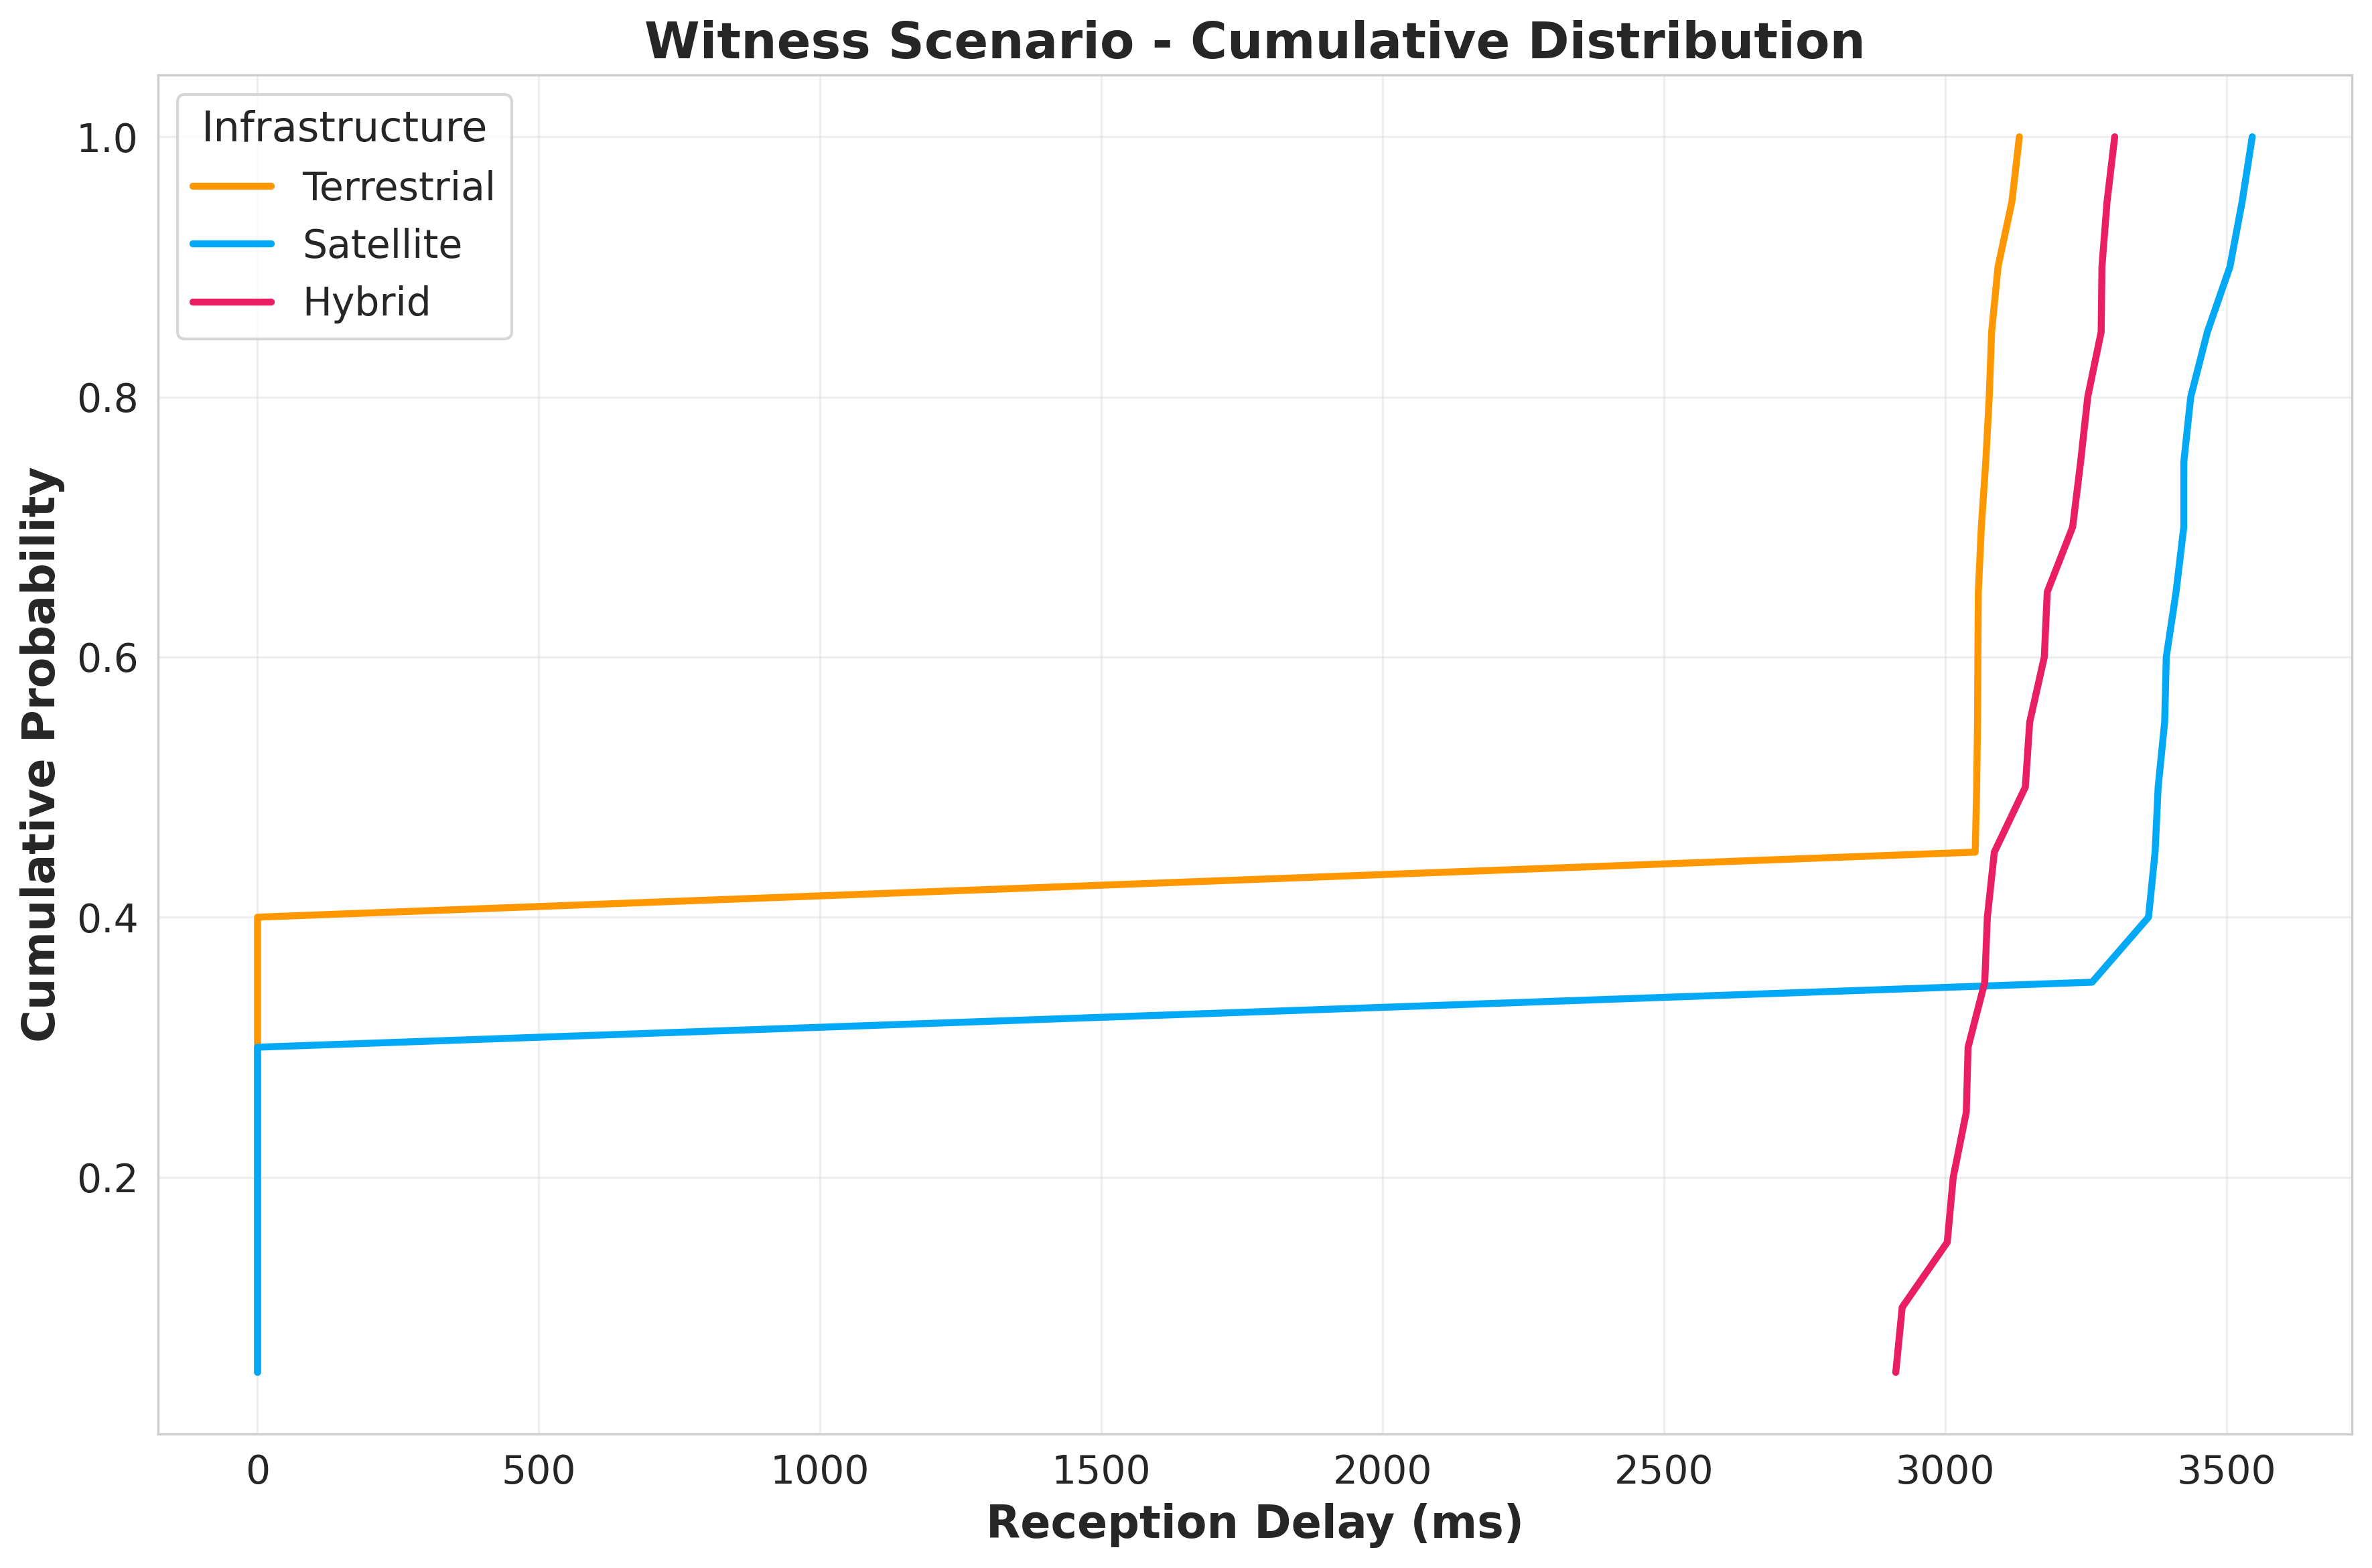 Witness Scenario - Cumulative Distribution
Infrastructure
Terrestrial
Satellite
Hybrid
Cumulative Probability
1.0
0.8
0.6
0.4
0.2
0 500 1000 1500 2000 2500 3000 3500
Reception Delay (ms)